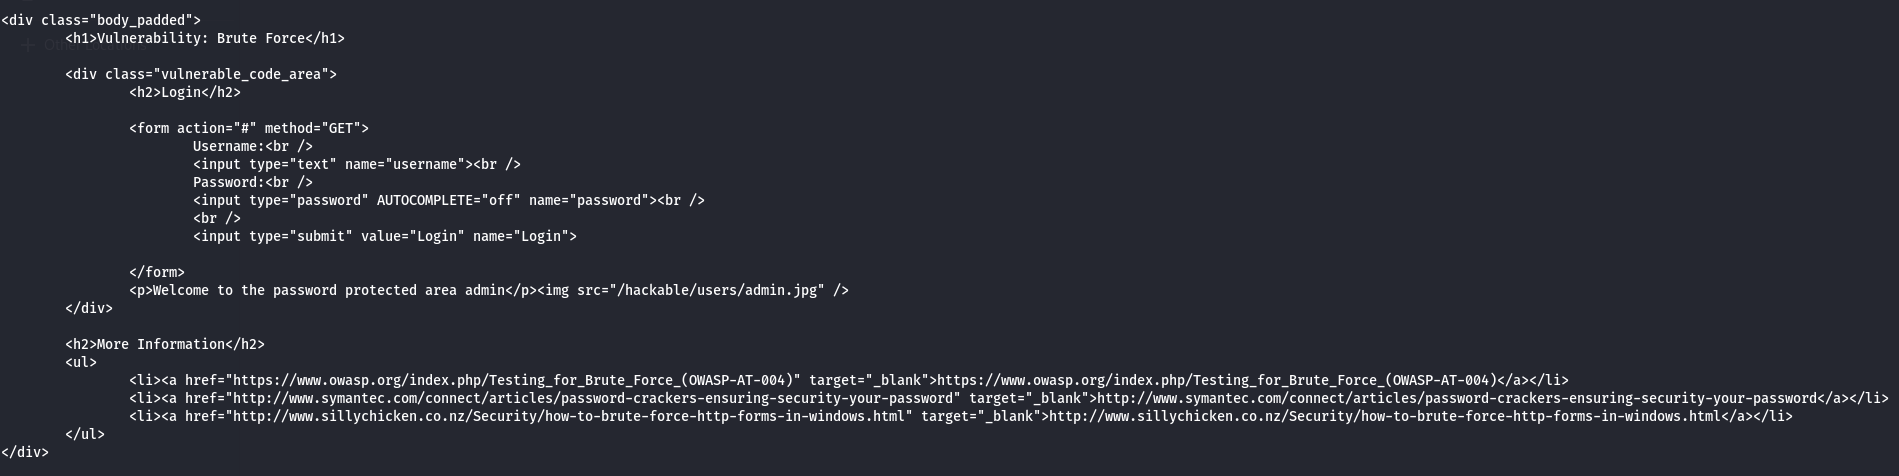 <div class="body_padded">
<h1>Vulnerability: Brute Force</h1>
<div class="vulnerable_code_area">
<h2>Login</h2>
<form action="#" method="GET">
Username:<br />
<input type="text" name="username"><br />
Password:<br />
<input type="password" AUTOCOMPLETE="off" name="password"><br />
<br />
<input type="submit" value="Login" name="Login">
</form>
<p>Welcome to the password protected area admin</p><img src="/hackable/users/admin.jpg" />
</div>
<h2>More Information</h2>
<ul>
<li><a href="https://www.owasp.org/index.php/Testing_for_Brute_Force_(OWASP-AT-004)" target="_blank">https://www.owasp.org/index.php/Testing_for_Brute_Force_(OWASP-AT-004)</a></li>
<li><a href="http://www.symantec.com/connect/articles/password-crackers-ensuring-security-your-password" target="_blank">http://www.symantec.com/connect/articles/password-crackers-ensuring-security-your-password</a></li>
<li><a href="http://www.sillychicken.co.nz/Security/how-to-brute-force-http-forms-in-windows.html" target="_blank">http://www.sillychicken.co.nz/Security/how-to-brute-force-http-forms-in-windows.html</a></li>
</ul>
</div>